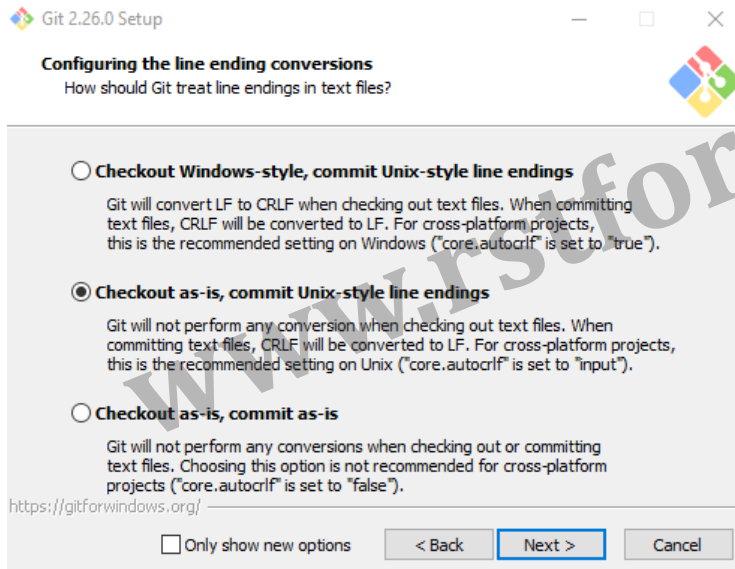 Git 2.26.0 Setup
Configuring the line ending conversions
How should Git treat line endings in text files?
Checkout Windows-style, commit Unix-style line endings
Git will convert LF to CRLF when checking out text files. When committing
text files, CRLF will be converted to LF. For cross-platform projects,
this is the recommended setting on Windows ("core.autocrlf" is set to "true").
Checkout as-is, commit Unix-style line endings
Git will not perform any conversion when checking out text files. When
committing text files, CRLF will be converted to LF. For cross-platform projects,
this is the recommended setting on Unix ("core.autocrlf" is set to "input").
Checkout as-is, commit as-is
Git will not perform any conversions when checking out or committing
text files. Choosing this option is not recommended for cross-platform
projects ("core.autocrlf" is set to "false").
https://gitforwindows.org/
Only show new options
< Back
Next >
Cancel
www.rstfor